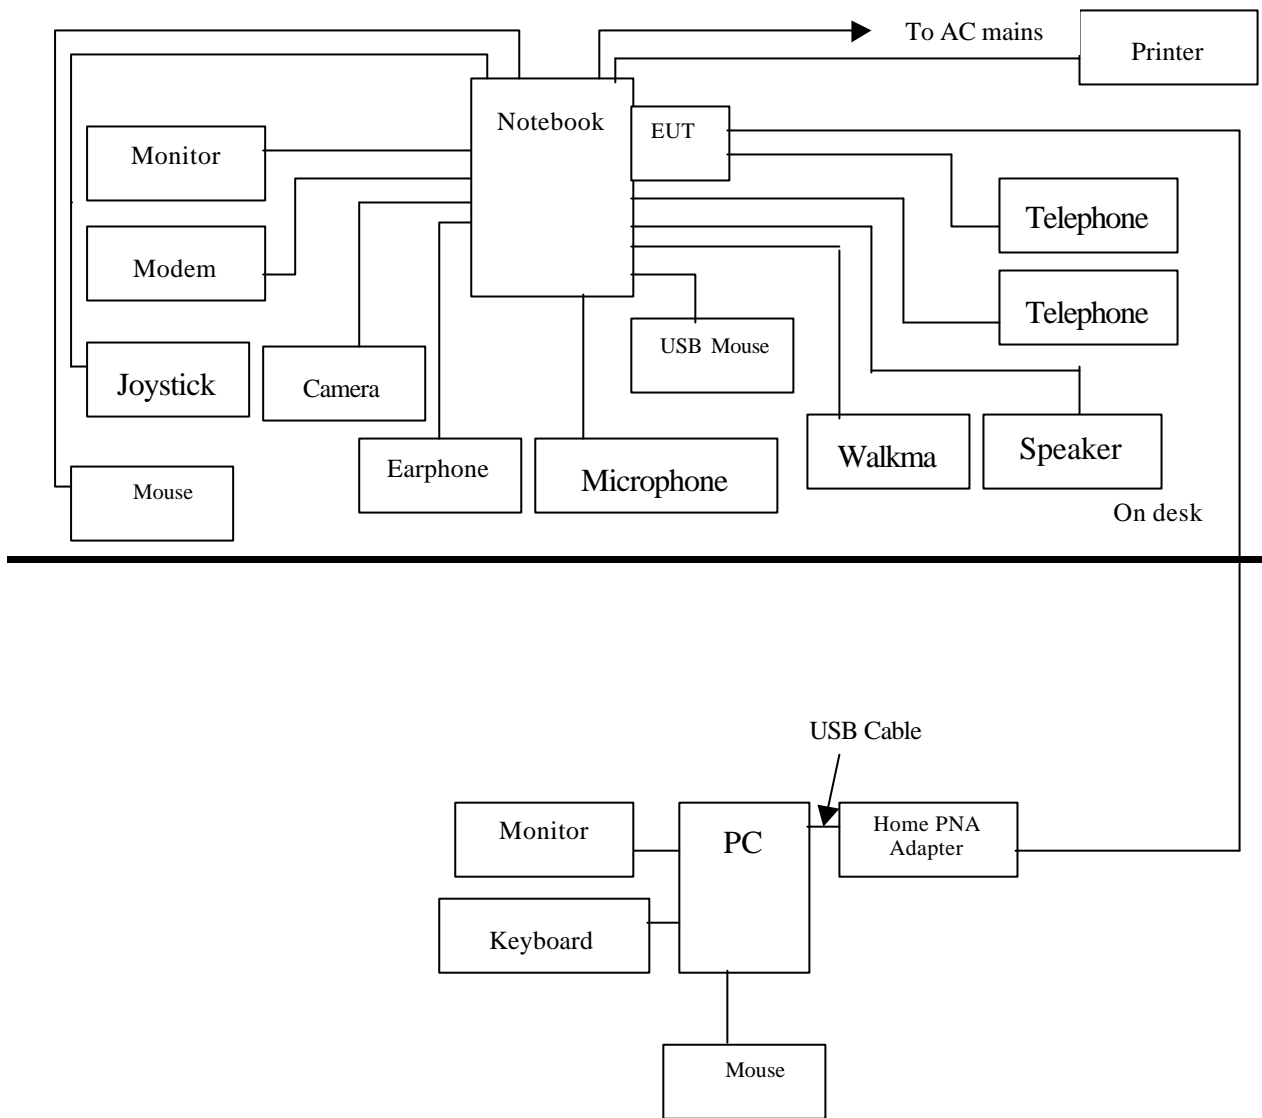 To AC mains
Printer
Notebook
EUT
Monitor
Telephone
Modem
Telephone
USB Mouse
Joystick
Camera
Walkma
Speaker
Earphone
Microphone
Mouse
On desk
USB Cable
Monitor
PC
Home PNA
Adapter
Keyboard
Mouse